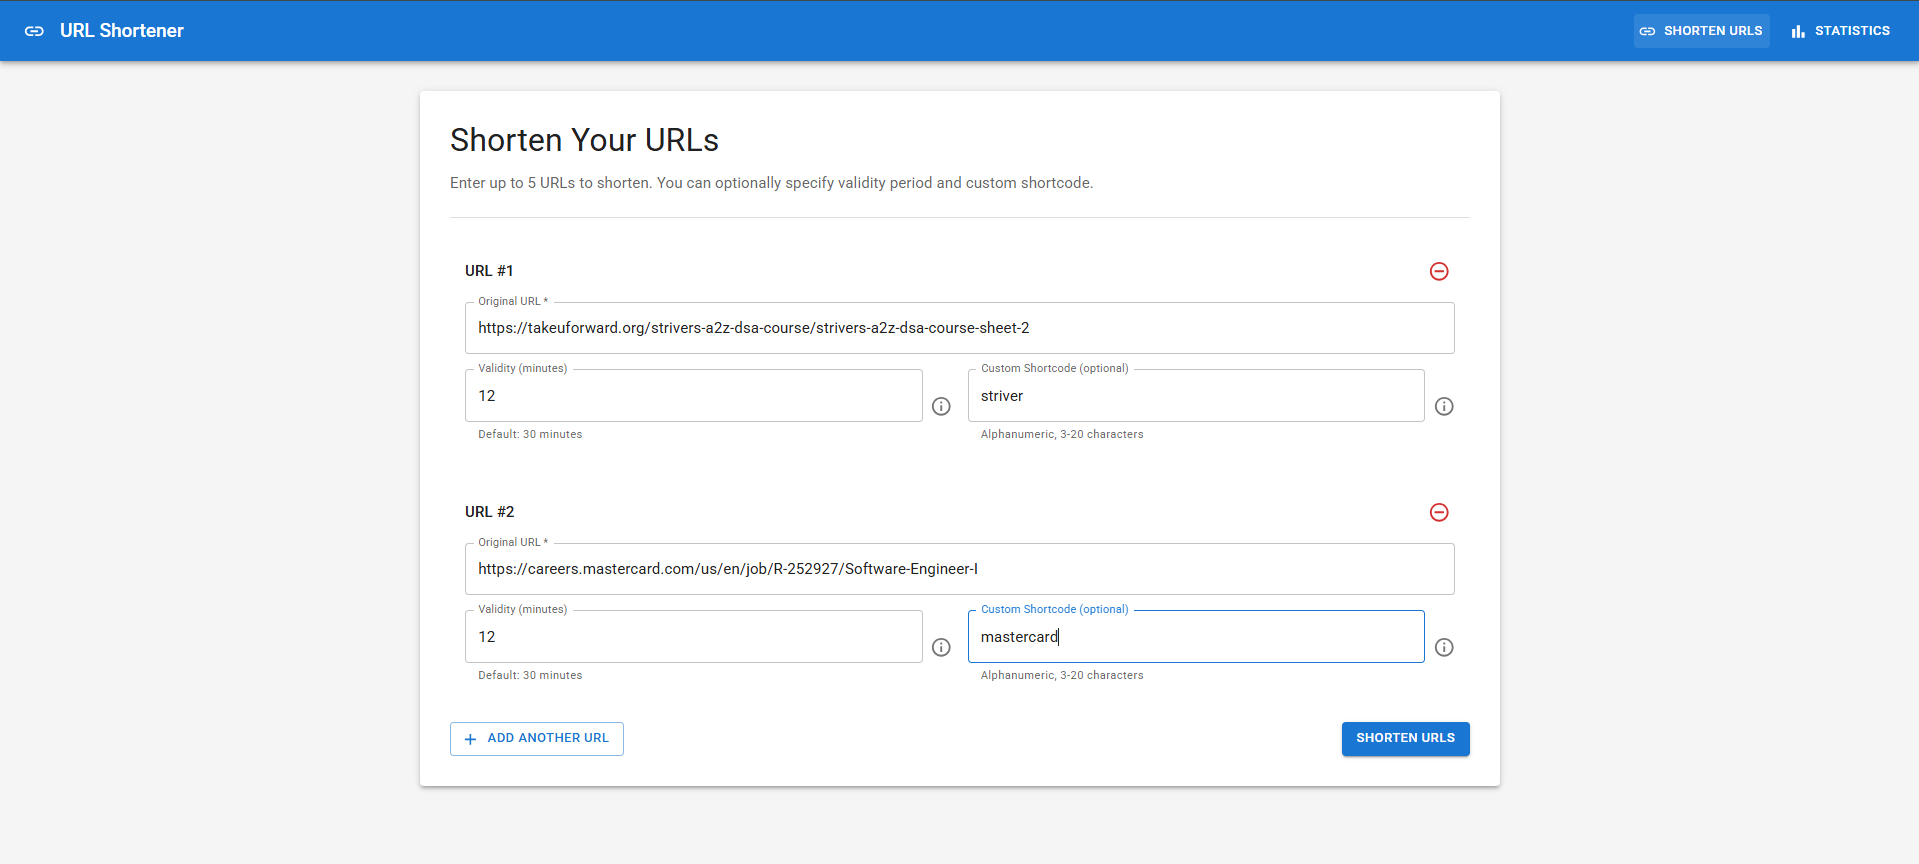 URL Shortener
SHORTEN URLS
STATISTICS
Shorten Your URLs
Enter up to 5 URLs to shorten. You can optionally specify validity period and custom shortcode.
URL #1
Original URL *
https://takeuforward.org/strivers-a2z-dsa-course/strivers-a2z-dsa-course-sheet-2
Validity (minutes)
12
Default: 30 minutes
Custom Shortcode (optional)
striver
Alphanumeric, 3-20 characters
URL #2
Original URL *
https://careers.mastercard.com/us/en/job/R-252927/Software-Engineer-I
Validity (minutes)
12
Default: 30 minutes
Custom Shortcode (optional)
mastercard
Alphanumeric, 3-20 characters
ADD ANOTHER URL
SHORTEN URLS